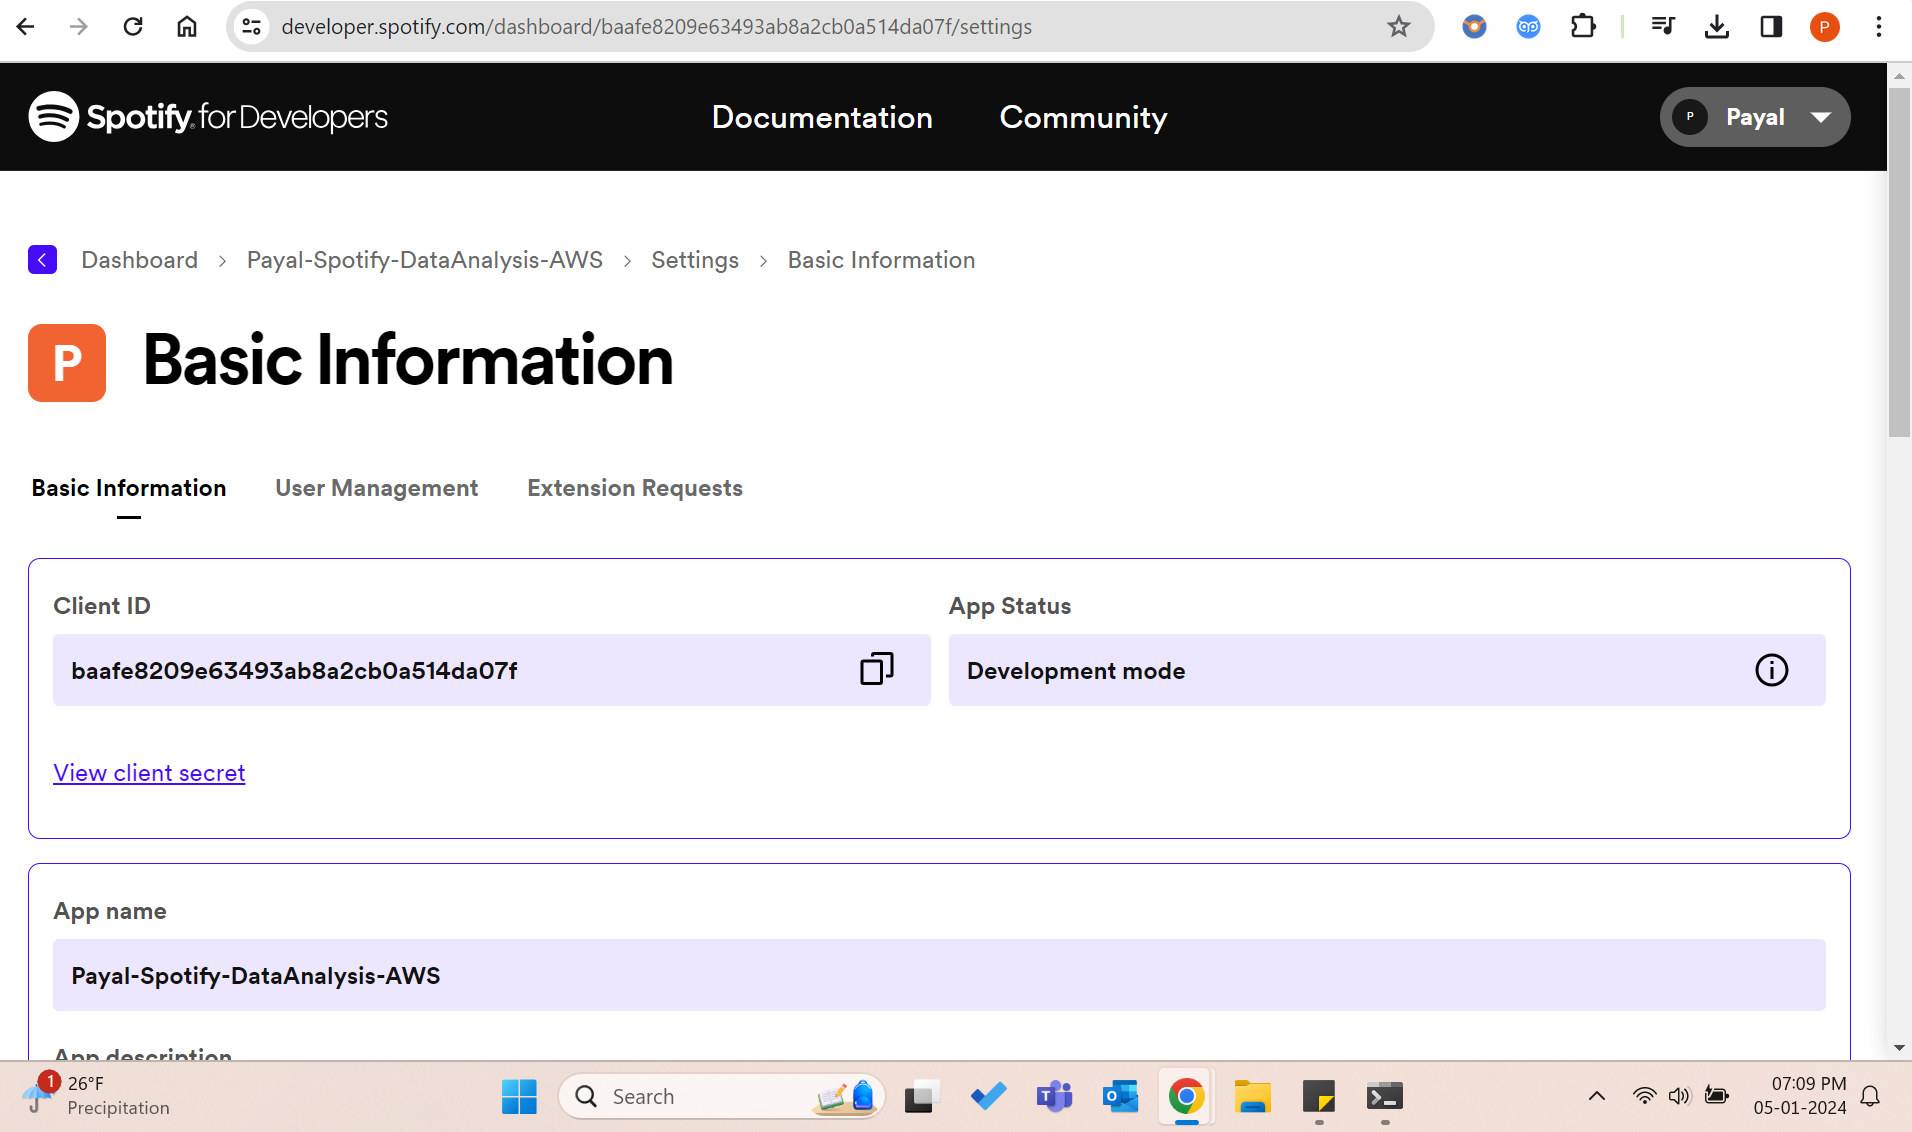 developer.spotify.com/dashboard/baafe8209e63493ab8a2cb0a514da07f/settings
P
Spotify for Developers
Documentation
Community
P
Payal
Dashboard > Payal-Spotify-DataAnalysis-AWS > Settings > Basic Information
P
Basic Information
Basic Information
User Management
Extension Requests
Client ID
App Status
baafe8209e63493ab8a2cb0a514da07f
Development mode
View client secret
App name
Payal-Spotify-DataAnalysis-AWS
App description
1
26°F
Precipitation
Search
T
O
07:09 PM
05-01-2024